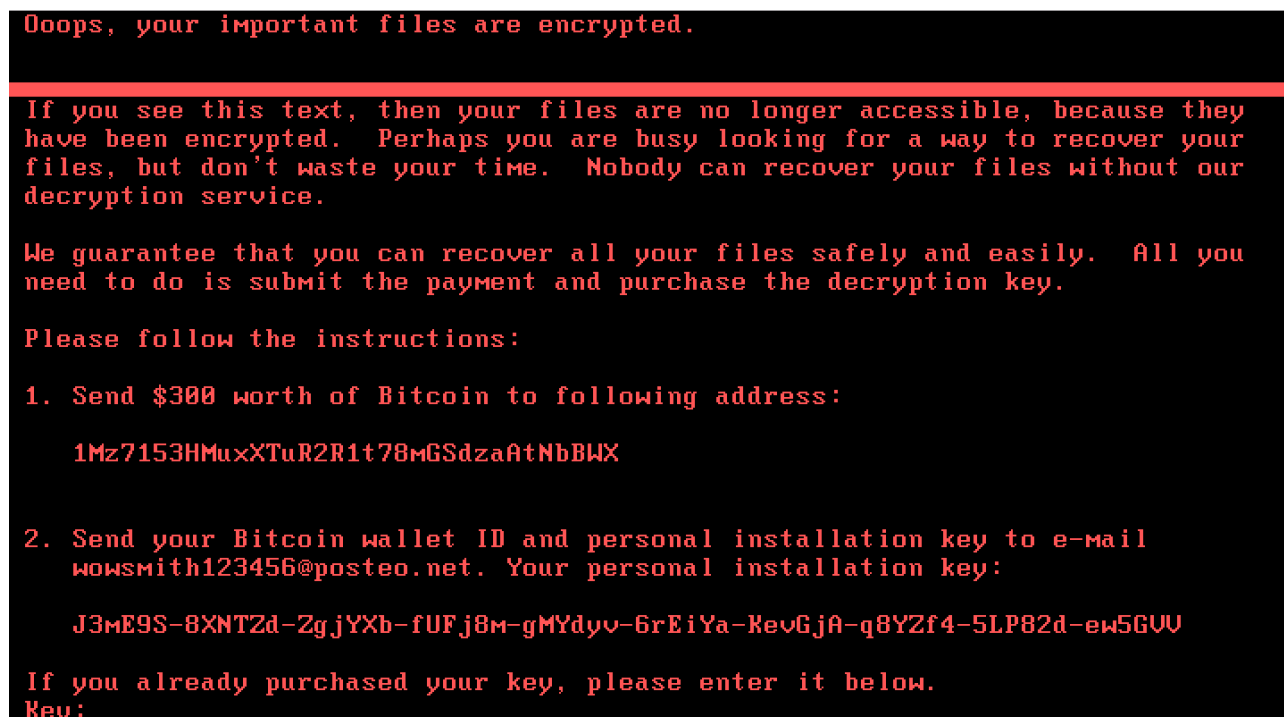 Ooops, your important files are encrypted.
If you see this text, then your files are no longer accessible, because they
have been encrypted.  Perhaps you are busy looking for a way to recover your
files, but don't waste your time.  Nobody can recover your files without our
decryption service.
We guarantee that you can recover all your files safely and easily.  All you
need to do is submit the payment and purchase the decryption key.
Please follow the instructions:
1. Send $300 worth of Bitcoin to following address:
1Mz7153HMuxXTuR2R1t78mGSdzaAtNbBWX
2. Send your Bitcoin wallet ID and personal installation key to e-mail
wowsmith123456@posteo.net. Your personal installation key:
J3mE9S-8XNTZd-ZgjYXb-fUFj8m-gMYdyv-6rEiYa-KevGjA-q8YZf4-5LP82d-ew5GVV
If you already purchased your key, please enter it below.
Key: